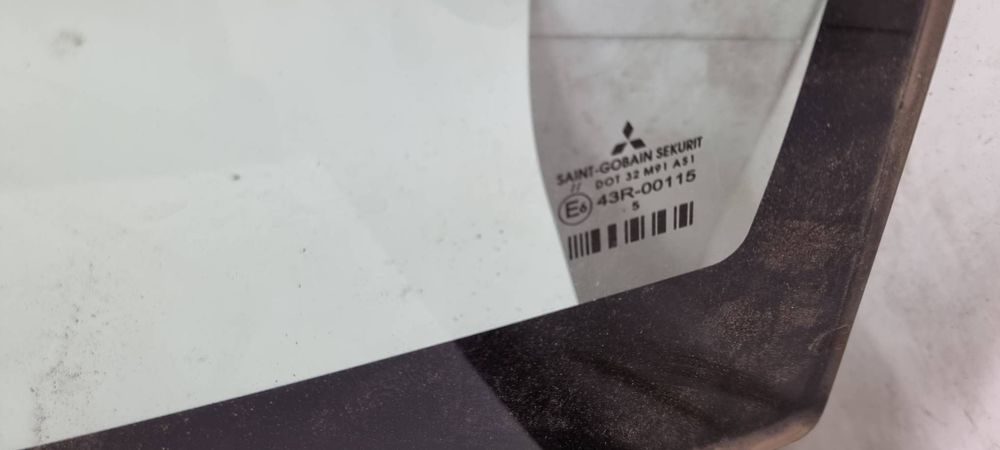 SAINT-GOBAIN SEKURIT
DOT 32 M91 AS1
//
E6 43R-00115
. 5